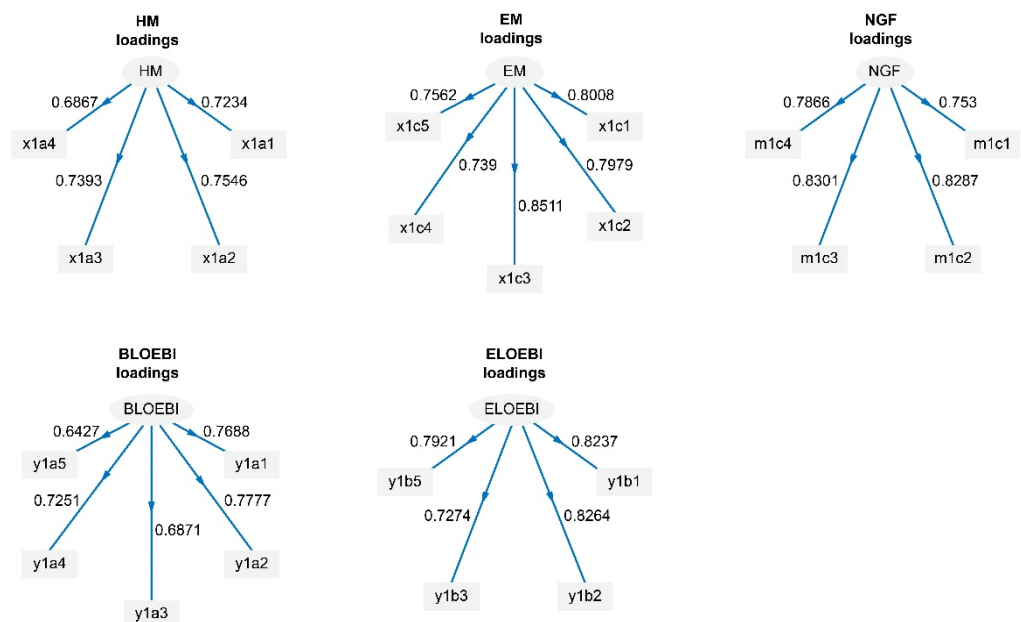 HM
loadings
HM
0.6867
0.7234
x1a4
x1a1
0.7393
0.7546
x1a3
x1a2
EM
loadings
EM
0.7562
0.8008
x1c5
x1c1
0.739
0.7979
0.8511
x1c4
x1c2
x1c3
NGF
loadings
NGF
0.7866
0.753
m1c4
m1c1
0.8301
0.8287
m1c3
m1c2
BLOEBI
loadings
BLOEBI
0.6427
0.7688
y1a5
y1a1
0.7251
0.7777
0.6871
y1a4
y1a2
y1a3
ELOEBI
loadings
ELOEBI
0.7921
0.8237
y1b5
y1b1
0.7274
0.8264
y1b3
y1b2